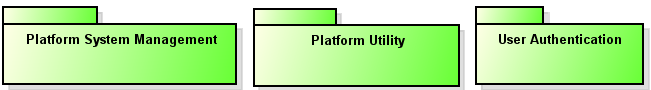 Platform System Management
Platform Utility
User Authentication